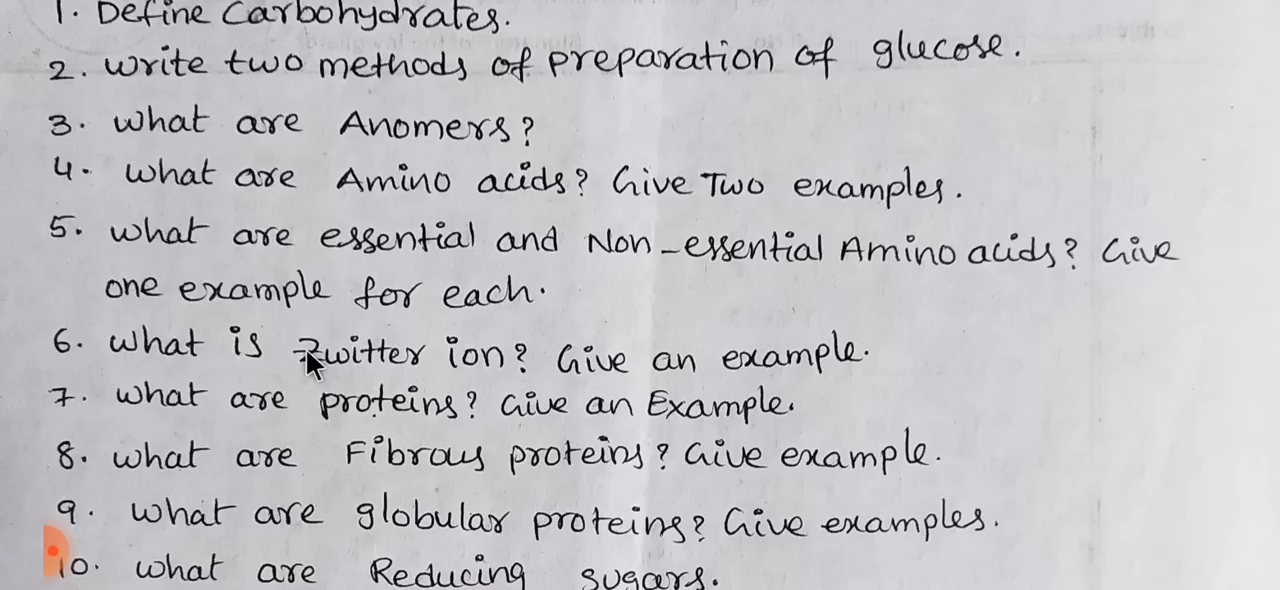 1. Define Carbohydrates.
2. write two methods of preparation of glucose.
3. what are Anomers?
4. what are Amino acids? Give Two examples.
5. what are essential and Non-essential Amino acids? Give
one example for each.
6. what is Zwitter ion? Give an example.
7. what are proteins? Give an Example.
8. what are Fibrous proteins? Give example.
9. what are globular proteins? Give examples.
10. what are Reducing sugars.